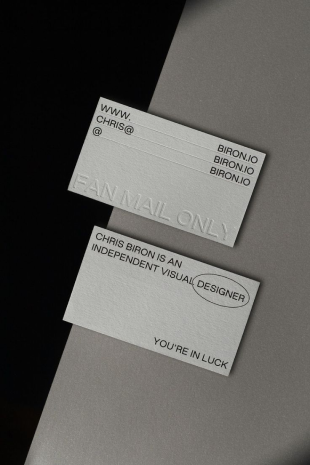 WWW. BIRON.IO
CHRIS@ BIRON.IO
@ BIRON.IO
FAN MAIL ONLY
CHRIS BIRON IS AN
INDEPENDENT VISUAL DESIGNER
YOU'RE IN LUCK